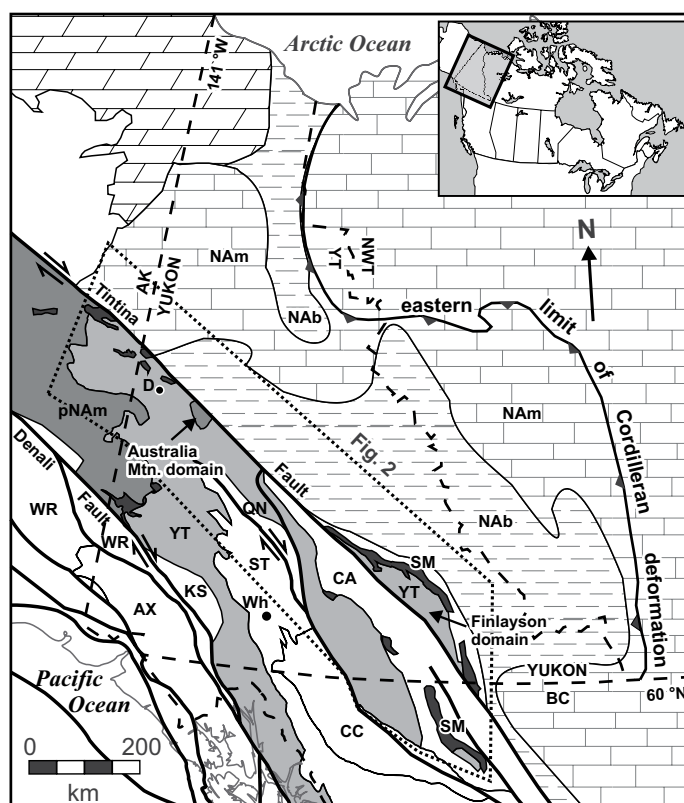 Arctic Ocean
141 °W
N
NAm
NWT
YT
AK
YUKON
Tintina
eastern
limit
of
Cordilleran
deformation
NAb
D
pNAm
NAm
Australia
Mtn. domain
Fig. 2
Denali
Fault
Fault
WR
WR
YT
QN
ST
NAb
CA
SM
YT
KS
AX
Wh
Finlayson
domain
Pacific
Ocean
YUKON
BC
60 °N
CC
SM
0
200
km